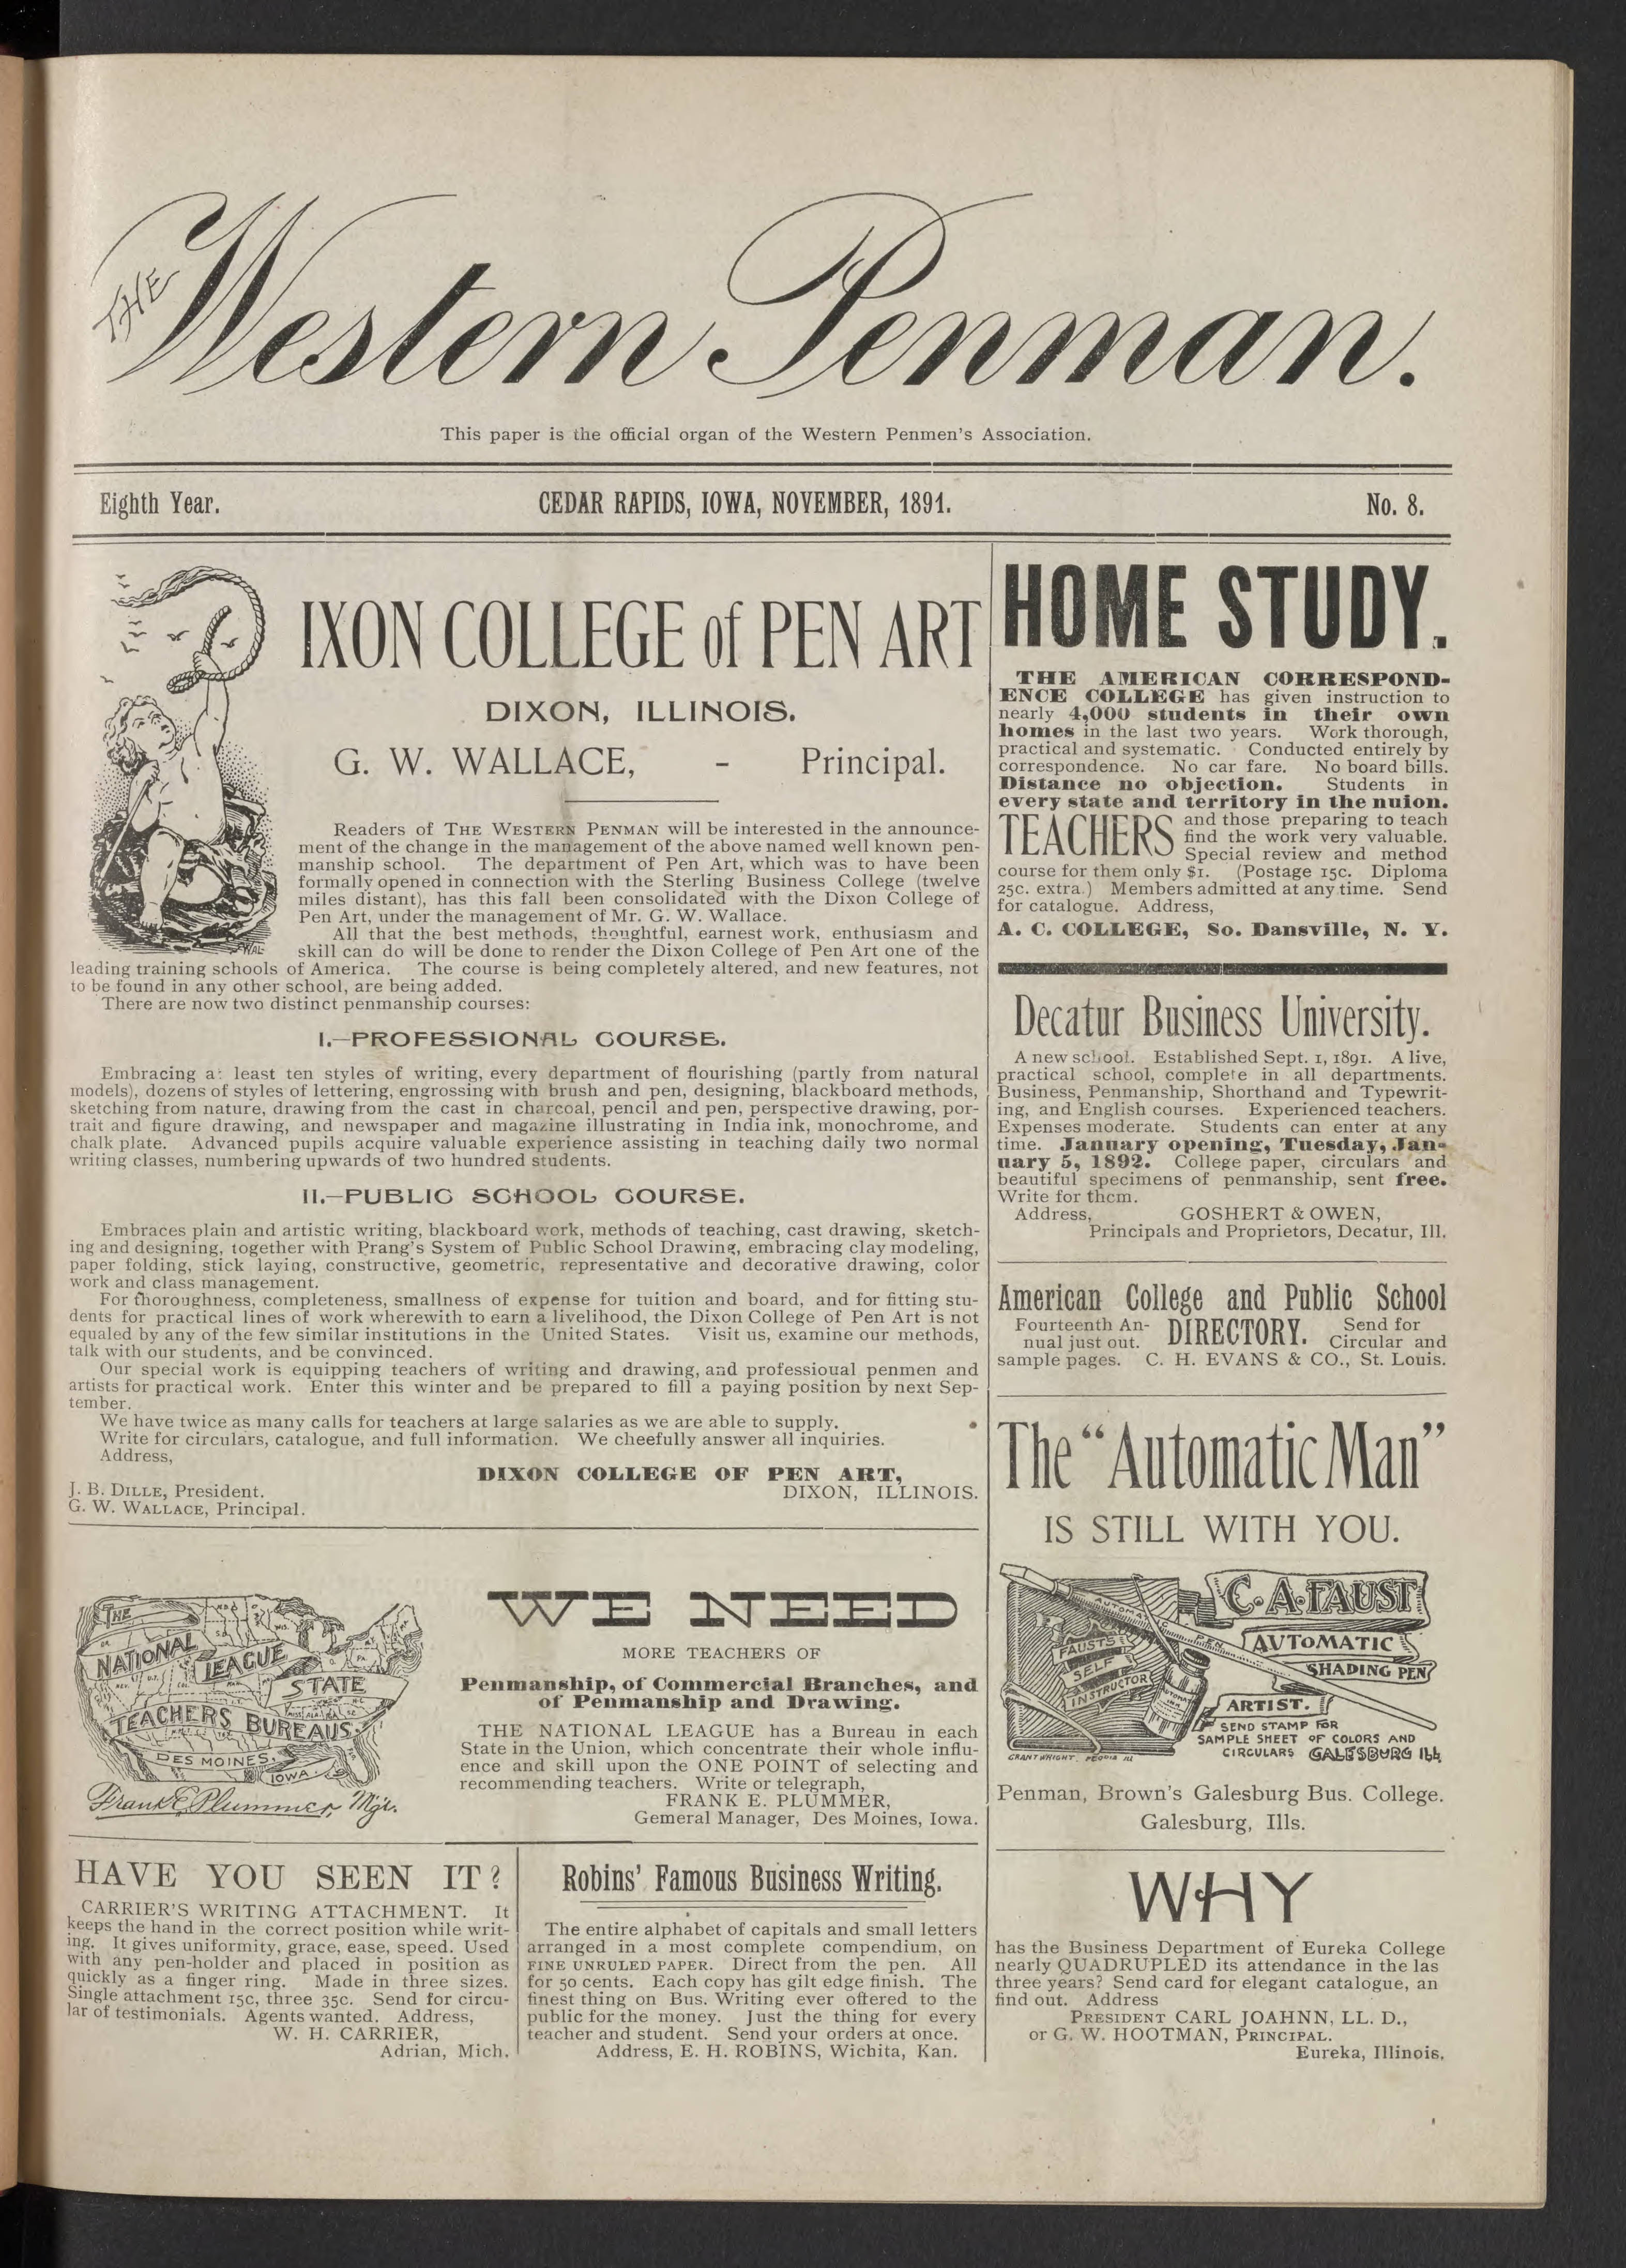 THE
Western Penman.
This paper is the official organ of the Western Penmen's Association.
Eighth Year. CEDAR RAPIDS, IOWA, NOVEMBER, 1891. No. 8.
DIXON COLLEGE of PEN ART
DIXON, ILLINOIS.
G. W. WALLACE, - Principal.
Readers of THE WESTERN PENMAN will be interested in the announce-
ment of the change in the management of the above named well known pen-
manship school. The department of Pen Art, which was to have been
formally opened in connection with the Sterling Business College (twelve
miles distant), has this fall been consolidated with the Dixon College of
Pen Art, under the management of Mr. G. W. Wallace.
All that the best methods, thoughtful, earnest work, enthusiasm and
skill can do will be done to render the Dixon College of Pen Art one of the
leading training schools of America. The course is being completely altered, and new features, not
to be found in any other school, are being added.
There are now two distinct penmanship courses:
I.—PROFESSIONAL COURSE.
Embracing at least ten styles of writing, every department of flourishing (partly from natural
models), dozens of styles of lettering, engrossing with brush and pen, designing, blackboard methods,
sketching from nature, drawing from the cast in charcoal, pencil and pen, perspective drawing, por-
trait and figure drawing, and newspaper and magazine illustrating in India ink, monochrome, and
chalk plate. Advanced pupils acquire valuable experience assisting in teaching daily two normal
writing classes, numbering upwards of two hundred students.
II.—PUBLIC SCHOOL COURSE.
Embraces plain and artistic writing, blackboard work, methods of teaching, cast drawing, sketch-
ing and designing, together with Prang's System of Public School Drawing, embracing clay modeling,
paper folding, stick laying, constructive, geometric, representative and decorative drawing, color
work and class management.
For thoroughness, completeness, smallness of expense for tuition and board, and for fitting stu-
dents for practical lines of work wherewith to earn a livelihood, the Dixon College of Pen Art is not
equaled by any of the few similar institutions in the United States. Visit us, examine our methods,
talk with our students, and be convinced.
Our special work is equipping teachers of writing and drawing, and professioual penmen and
artists for practical work. Enter this winter and be prepared to fill a paying position by next Sep-
tember.
We have twice as many calls for teachers at large salaries as we are able to supply.
Write for circulars, catalogue, and full information. We cheefully answer all inquiries.
Address,
DIXON COLLEGE OF PEN ART,
J. B. DILLE, President. DIXON, ILLINOIS.
G. W. WALLACE, Principal.
THE
NATIONAL
LEAGUE
STATE
TEACHERS BUREAUS.
DES MOINES.
IOWA.
Frank E. Plummer, Mgr.
WE NEED
MORE TEACHERS OF
Penmanship, of Commercial Branches, and
of Penmanship and Drawing.
THE NATIONAL LEAGUE has a Bureau in each
State in the Union, which concentrate their whole influ-
ence and skill upon the ONE POINT of selecting and
recommending teachers. Write or telegraph,
FRANK E. PLUMMER,
Gemeral Manager, Des Moines, Iowa.
HAVE YOU SEEN IT?
CARRIER'S WRITING ATTACHMENT. It
keeps the hand in the correct position while writ-
ing. It gives uniformity, grace, ease, speed. Used
with any pen-holder and placed in position as
quickly as a finger ring. Made in three sizes.
Single attachment 15c, three 35c. Send for circu-
lar of testimonials. Agents wanted. Address,
W. H. CARRIER,
Adrian, Mich.
Robins' Famous Business Writing.
The entire alphabet of capitals and small letters
arranged in a most complete compendium, on
FINE UNRULED PAPER. Direct from the pen. All
for 50 cents. Each copy has gilt edge finish. The
finest thing on Bus. Writing ever offered to the
public for the money. Just the thing for every
teacher and student. Send your orders at once.
Address, E. H. ROBINS, Wichita, Kan.
HOME STUDY.
THE AMERICAN CORRESPOND-
ENCE COLLEGE has given instruction to
nearly 4,000 students in their own
homes in the last two years. Work thorough,
practical and systematic. Conducted entirely by
correspondence. No car fare. No board bills.
Distance no objection. Students in
every state and territory in the nuion.
TEACHERS and those preparing to teach
find the work very valuable.
Special review and method
course for them only $1. (Postage 15c. Diploma
25c. extra.) Members admitted at any time. Send
for catalogue. Address,
A. C. COLLEGE, So. Dansville, N. Y.
Decatur Business University.
A new school. Established Sept. 1, 1891. A live,
practical school, complete in all departments.
Business, Penmanship, Shorthand and Typewrit-
ing, and English courses. Experienced teachers.
Expenses moderate. Students can enter at any
time. January opening, Tuesday, Jan-
uary 5, 1892. College paper, circulars and
beautiful specimens of penmanship, sent free.
Write for them.
Address, GOSHERT & OWEN,
Principals and Proprietors, Decatur, Ill.
American College and Public School
Fourteenth An-
nual just out. DIRECTORY. Send for
Circular and
sample pages. C. H. EVANS & CO., St. Louis.
The "Automatic Man"
IS STILL WITH YOU.
C. A. FAUST
AUTOMATIC
SHADING PEN
ARTIST.
FAUST'S
SELF
INSTRUCTOR
AUTOMATIC PEN
SEND STAMP FOR
SAMPLE SHEET OF COLORS AND
CIRCULARS GALESBURG ILL
GRANT WRIGHT. PEORIA ILL
Penman, Brown's Galesburg Bus. College.
Galesburg, Ills.
WHY
has the Business Department of Eureka College
nearly QUADRUPLED its attendance in the las
three years? Send card for elegant catalogue, an
find out. Address
PRESIDENT CARL JOAHNN, LL. D.,
or G. W. HOOTMAN, PRINCIPAL.
Eureka, Illinois.